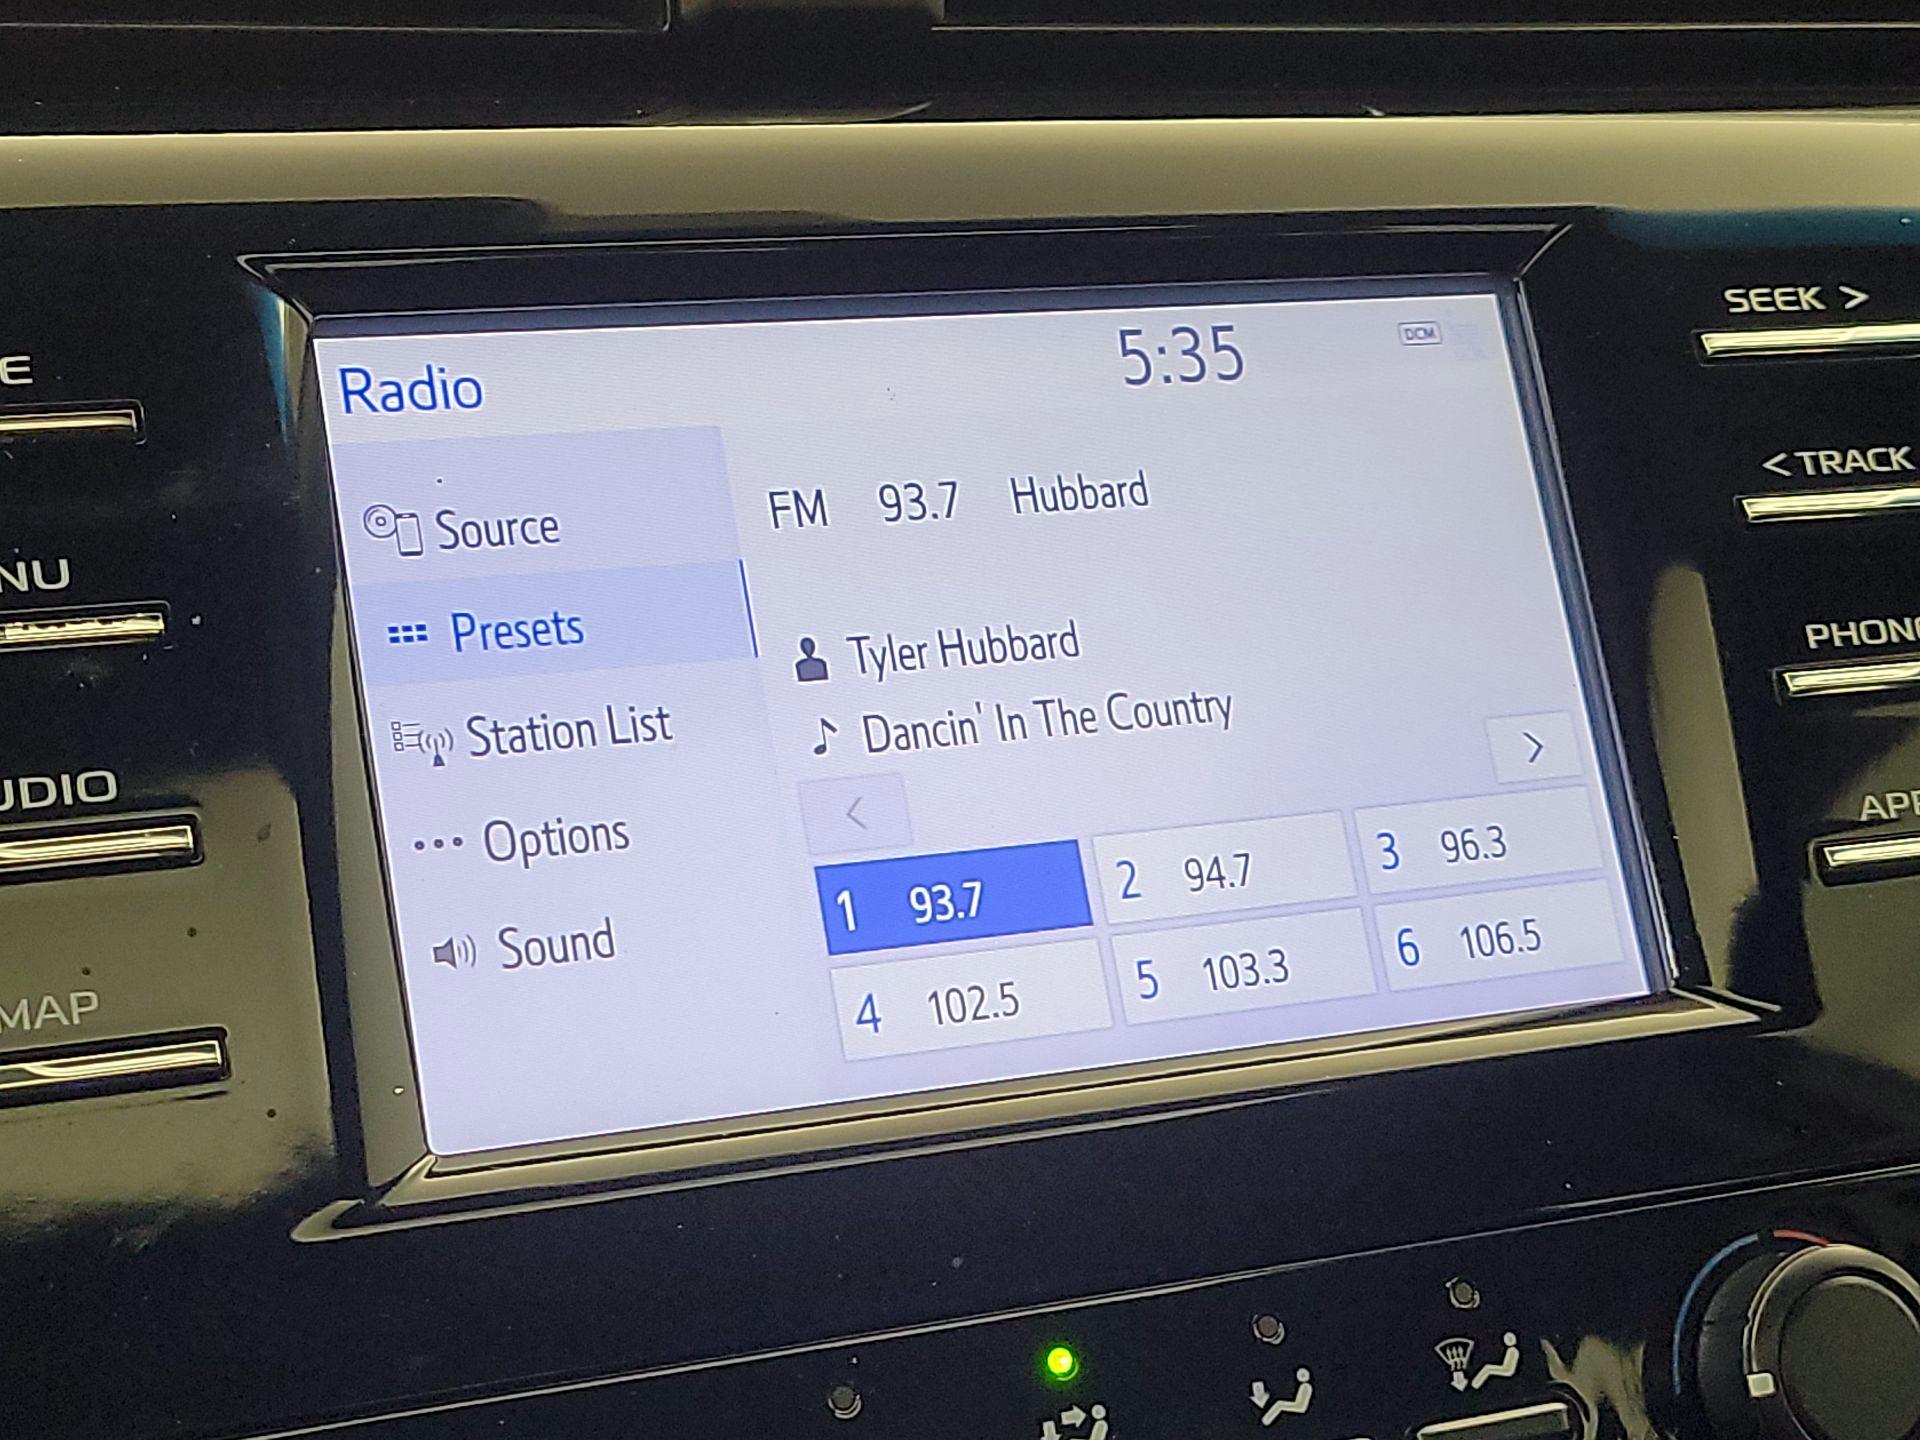 Radio
5:35
DCM
Source
Presets
Station List
Options
Sound
FM 93.7 Hubbard
Tyler Hubbard
Dancin' In The Country
<
>
1 93.7
2 94.7
3 96.3
4 102.5
5 103.3
6 106.5
E
NU
UDIO
MAP
SEEK >
< TRACK
PHON
AP